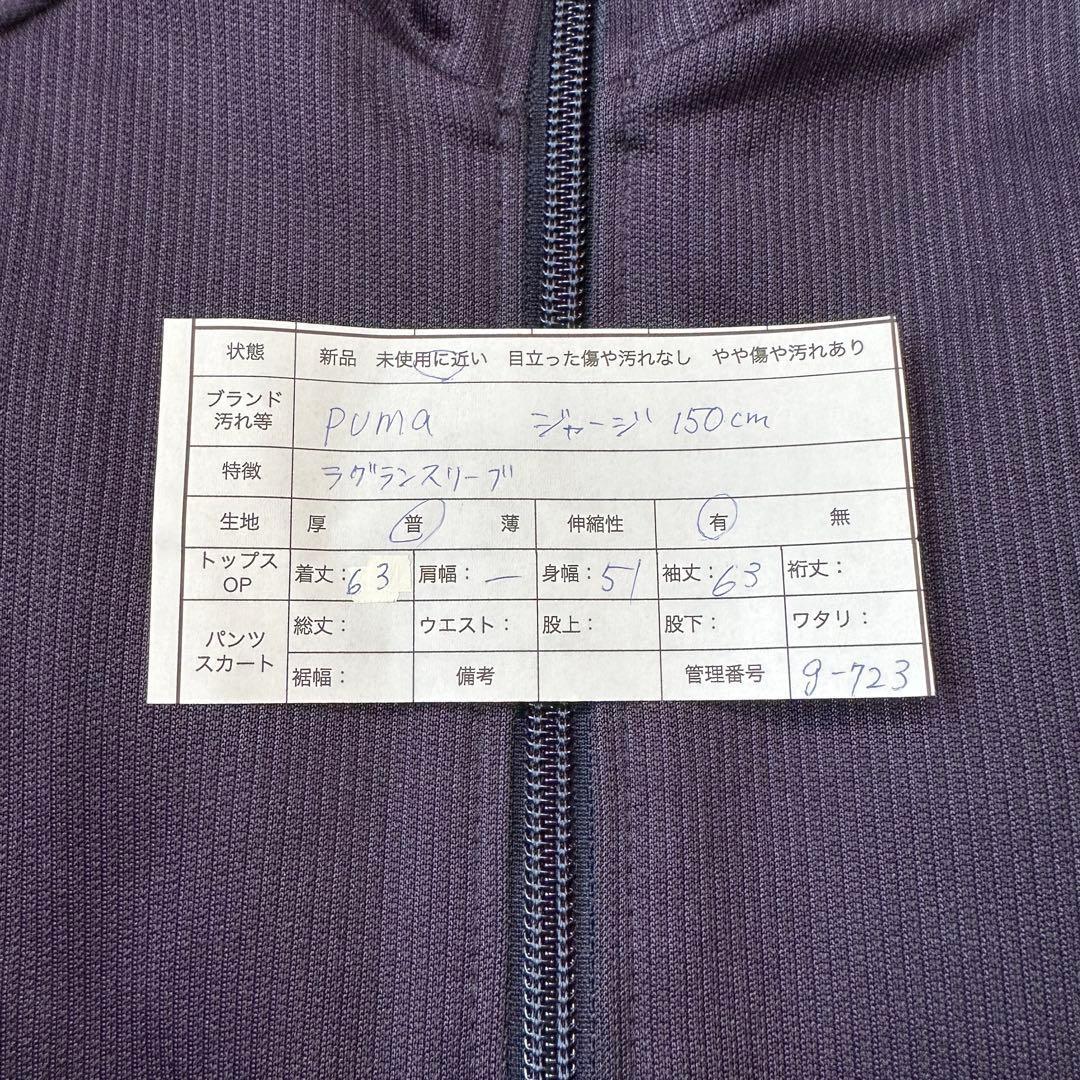 状態 新品 未使用に近い 目立った傷や汚れなし やや傷や汚れあり
ブランド
汚れ等 PUMA ジャージ 150cm
特徴 ラグランスリーブ
生地 厚 普 薄 伸縮性 有 無
トップス
OP 着丈：63 肩幅：ー 身幅：51 袖丈：63 裄丈：
パンツ
スカート 総丈： ウエスト： 股上： 股下： ワタリ：
裾幅： 備考 管理番号 g-723